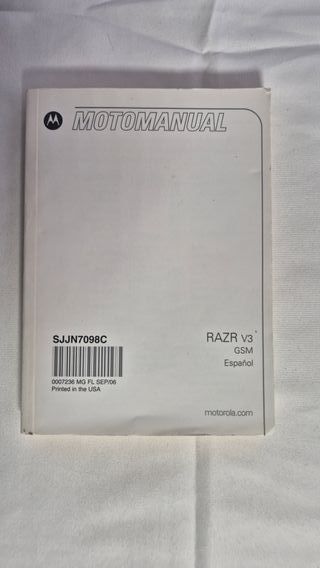 MOTOMANUAL
SJJN7098C
0007236 MG FL SEP/06
Printed in the USA
RAZR V3
GSM
Español
motorola.com